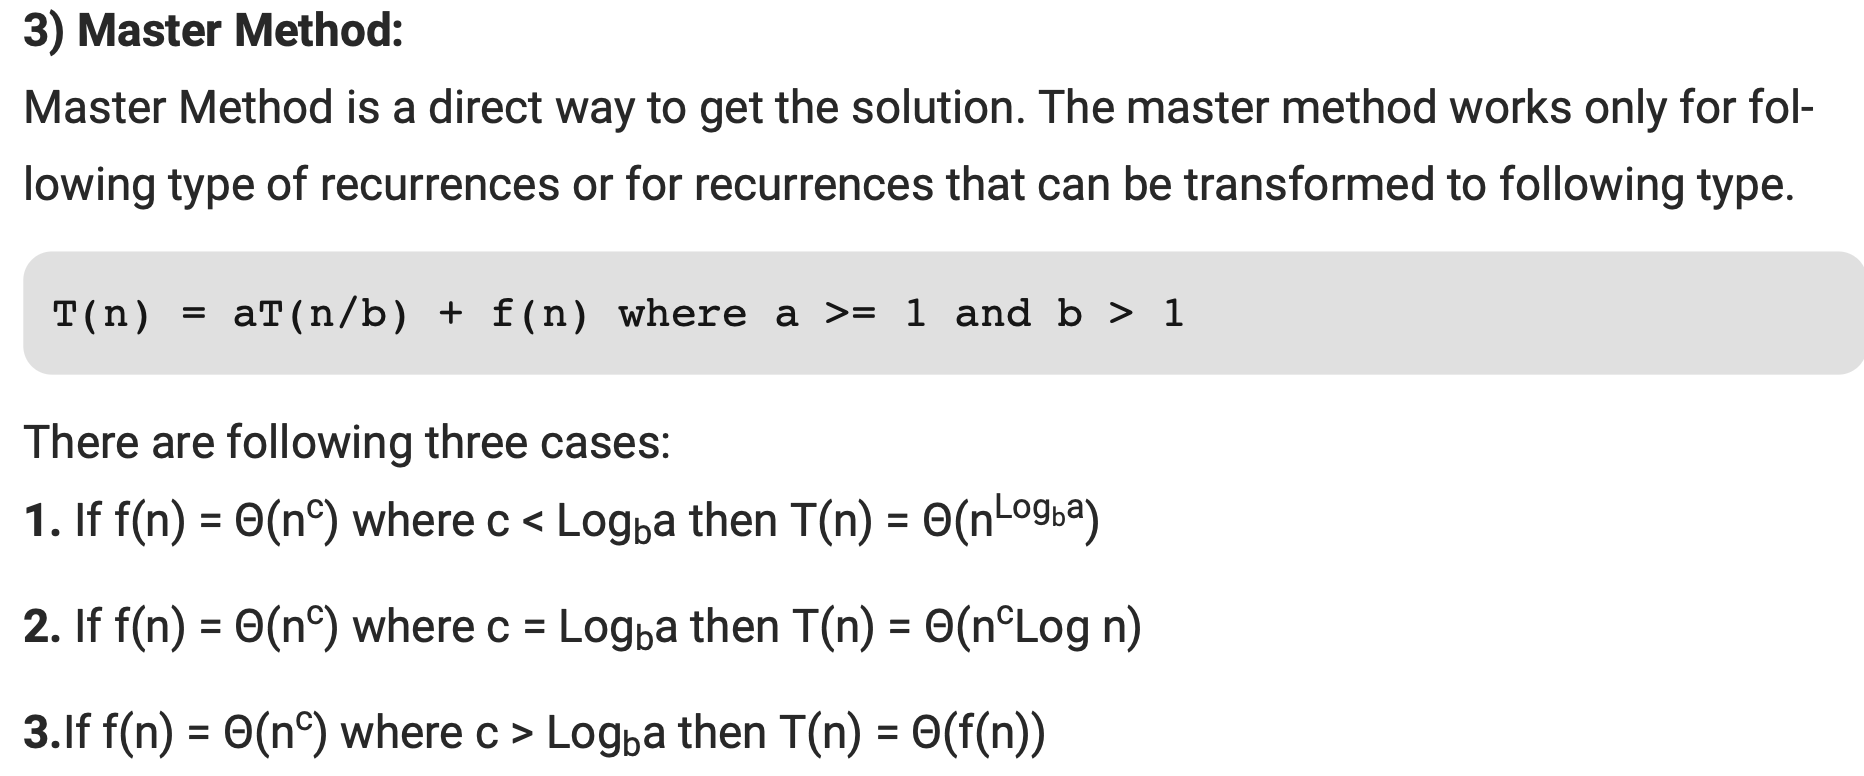 3) Master Method:
Master Method is a direct way to get the solution. The master method works only for fol-
lowing type of recurrences or for recurrences that can be transformed to following type.
T(n) = aT(n/b) + f(n) where a >= 1 and b > 1
There are following three cases:
1. If f(n) = Θ(n^c) where c < Log_b a then T(n) = Θ(n^(Log_b a))
2. If f(n) = Θ(n^c) where c = Log_b a then T(n) = Θ(n^c Log n)
3.If f(n) = Θ(n^c) where c > Log_b a then T(n) = Θ(f(n))